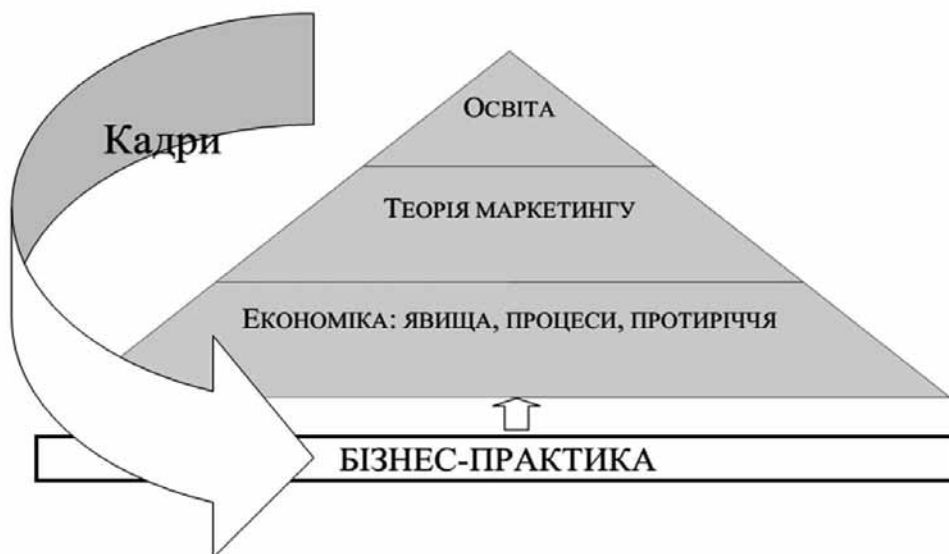 ОСВІТА
Кадри
ТЕОРІЯ МАРКЕТИНГУ
ЕКОНОМІКА: ЯВИЩА, ПРОЦЕСИ, ПРОТИРІЧЧЯ
БІЗНЕС-ПРАКТИКА